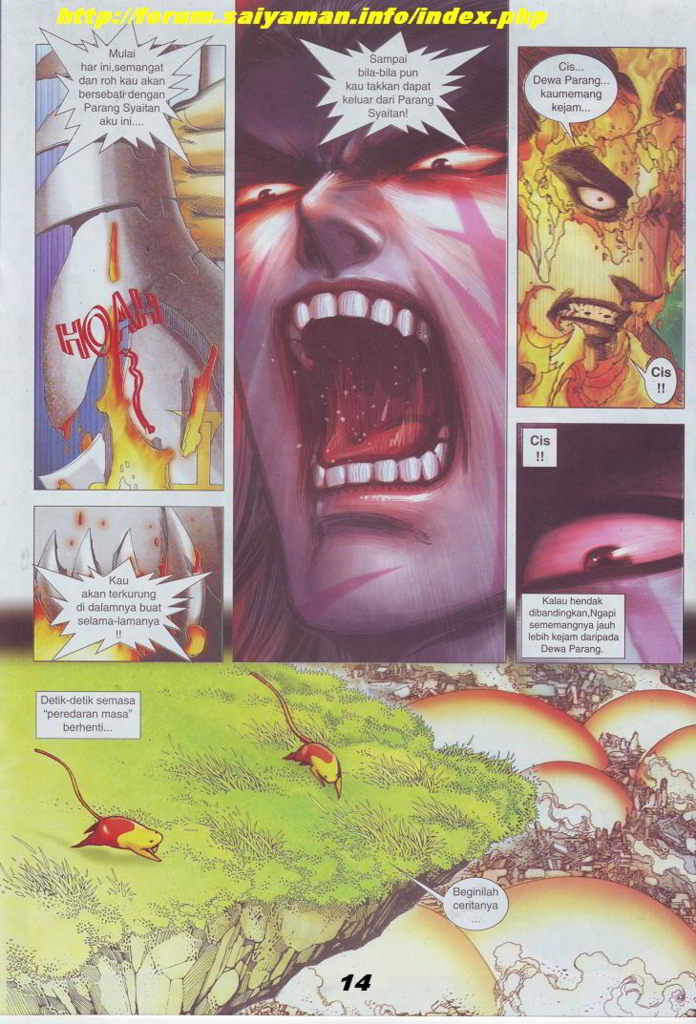 http://forum.saiyaman.info/index.php
Mulai
har ini,semangat
dan roh kau akan
bersebati dengan
Parang Syaitan
aku ini....
HOAH
Sampai
bila-bila pun
kau takkan dapat
keluar dari Parang
Syaitan!
Cis...
Dewa Parang...
kaumemang
kejam...
Cis
!!
Kau
akan terkurung
di dalamnya buat
selama-lamanya
!!
Cis
!!
Kalau hendak
dibandingkan,Ngapi
sememangnya jauh
lebih kejam daripada
Dewa Parang.
Detik-detik semasa
“peredaran masa”
berhenti...
Beginilah
ceritanya
...
14